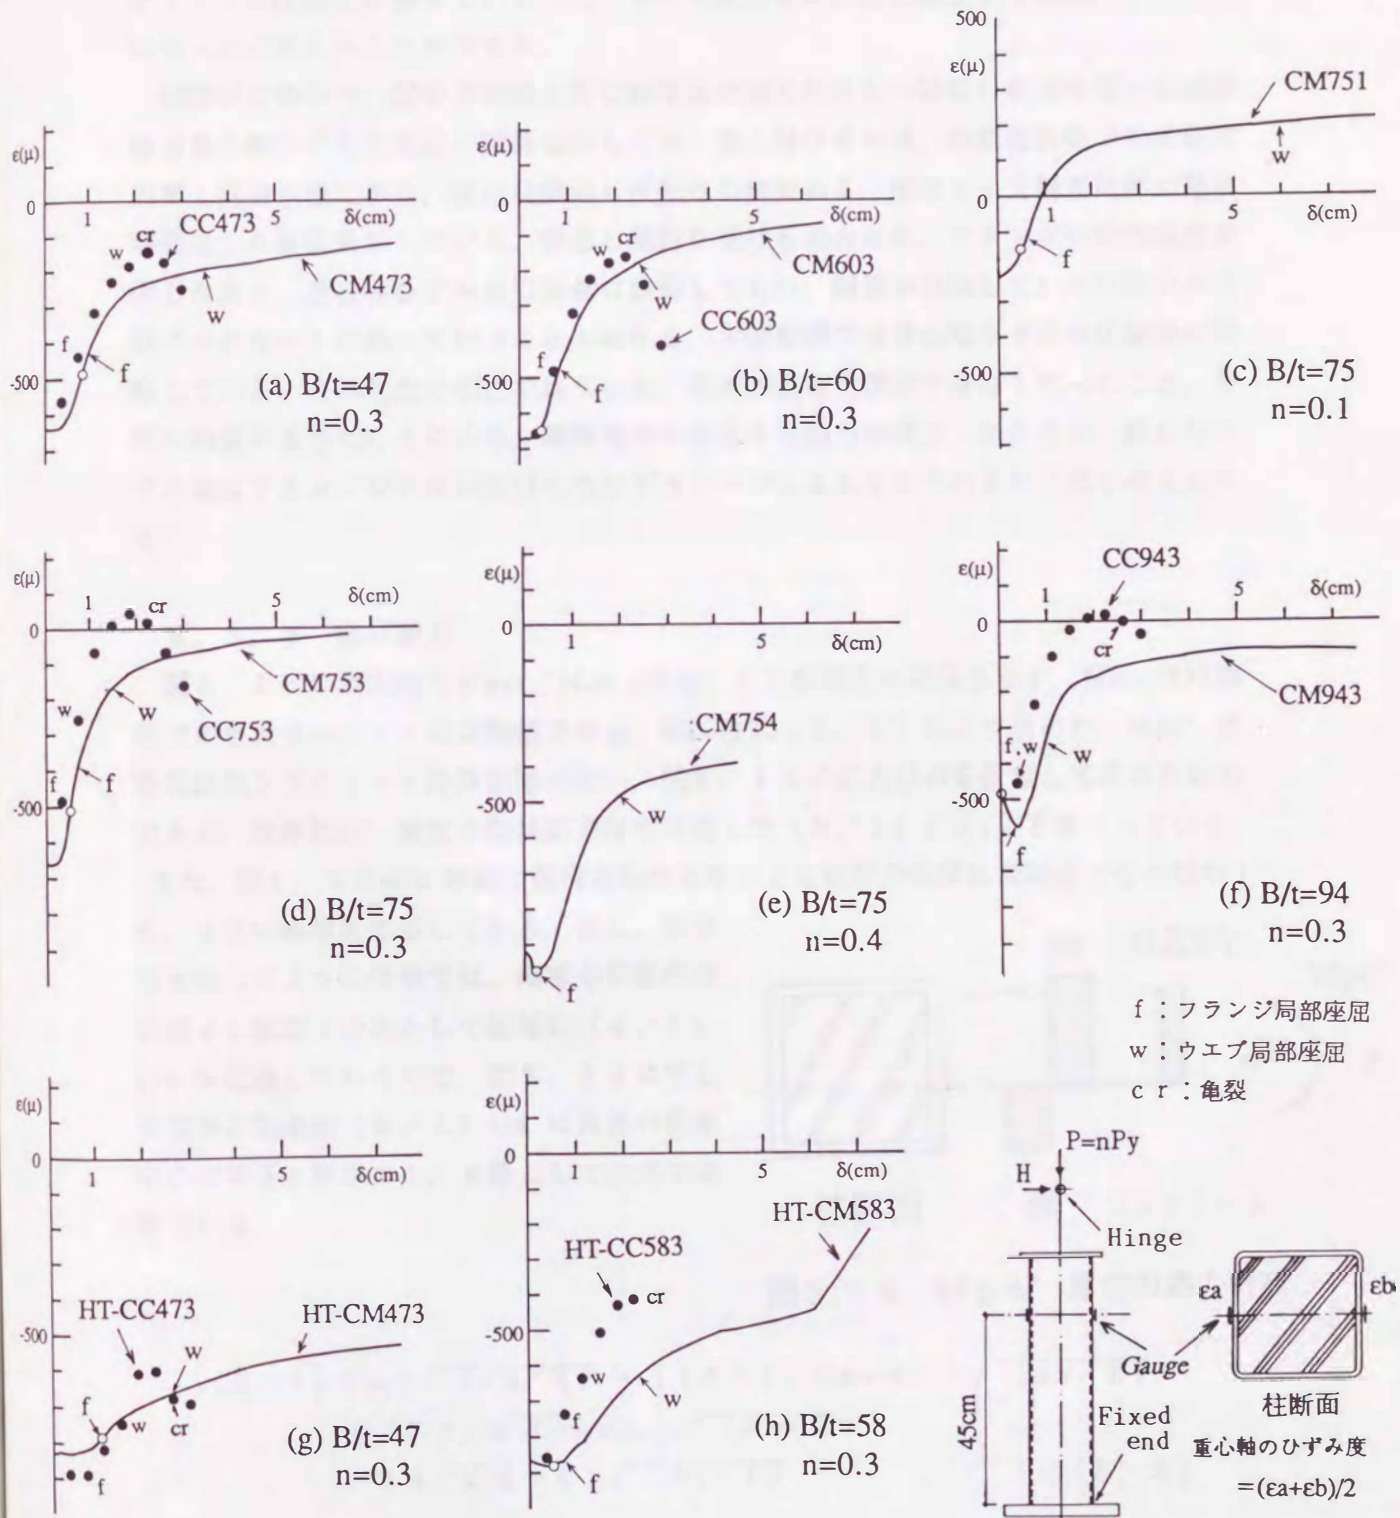 500
ε(μ)
CM751
w
0
1
5
δ(cm)
f
-500
(c) B/t=75
n=0.1
ε(μ)
0
1
5
δ(cm)
cr
CC473
w
CM473
w
f
f
-500
(a) B/t=47
n=0.3
ε(μ)
0
1
5
δ(cm)
cr
w
CM603
w
CC603
f
f
-500
(b) B/t=60
n=0.3
ε(μ)
0
1
cr
5
δ(cm)
CM753
w
w
CC753
f
f
-500
(d) B/t=75
n=0.3
ε(μ)
0
1
5
δ(cm)
CM754
w
-500
f
(e) B/t=75
n=0.4
ε(μ)
CC943
0
1
5
δ(cm)
cr
CM943
f,w
w
-500
f
(f) B/t=94
n=0.3
f：フランジ局部座屈
w：ウエブ局部座屈
cr：亀裂
ε(μ)
0
1
5
δ(cm)
HT-CC473
HT-CM473
-500
w
f
w
cr
f
(g) B/t=47
n=0.3
ε(μ)
0
1
5
δ(cm)
HT-CM583
HT-CC583
cr
-500
w
w
f
f
(h) B/t=58
n=0.3
P=nPy
H
Hinge
εa
εb
Gauge
45cm
Fixed
end
柱断面
重心軸のひずみ度
=(εa+εb)/2